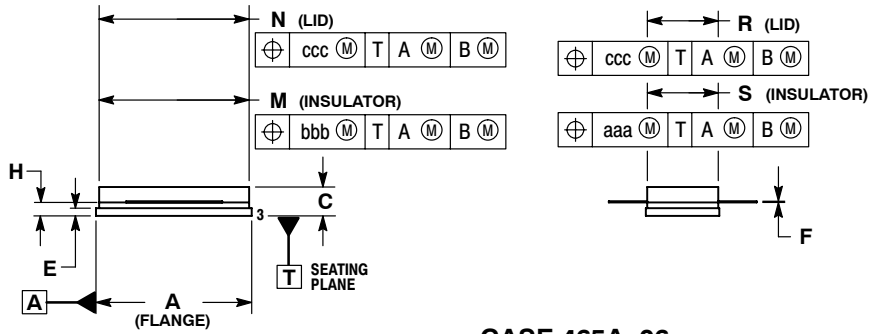 N (LID)
⌖ ccc Ⓜ T A Ⓜ B Ⓜ
M (INSULATOR)
⌖ bbb Ⓜ T A Ⓜ B Ⓜ
R (LID)
⌖ ccc Ⓜ T A Ⓜ B Ⓜ
S (INSULATOR)
⌖ aaa Ⓜ T A Ⓜ B Ⓜ
H
C
3
E
F
T SEATING
PLANE
A
A
(FLANGE)